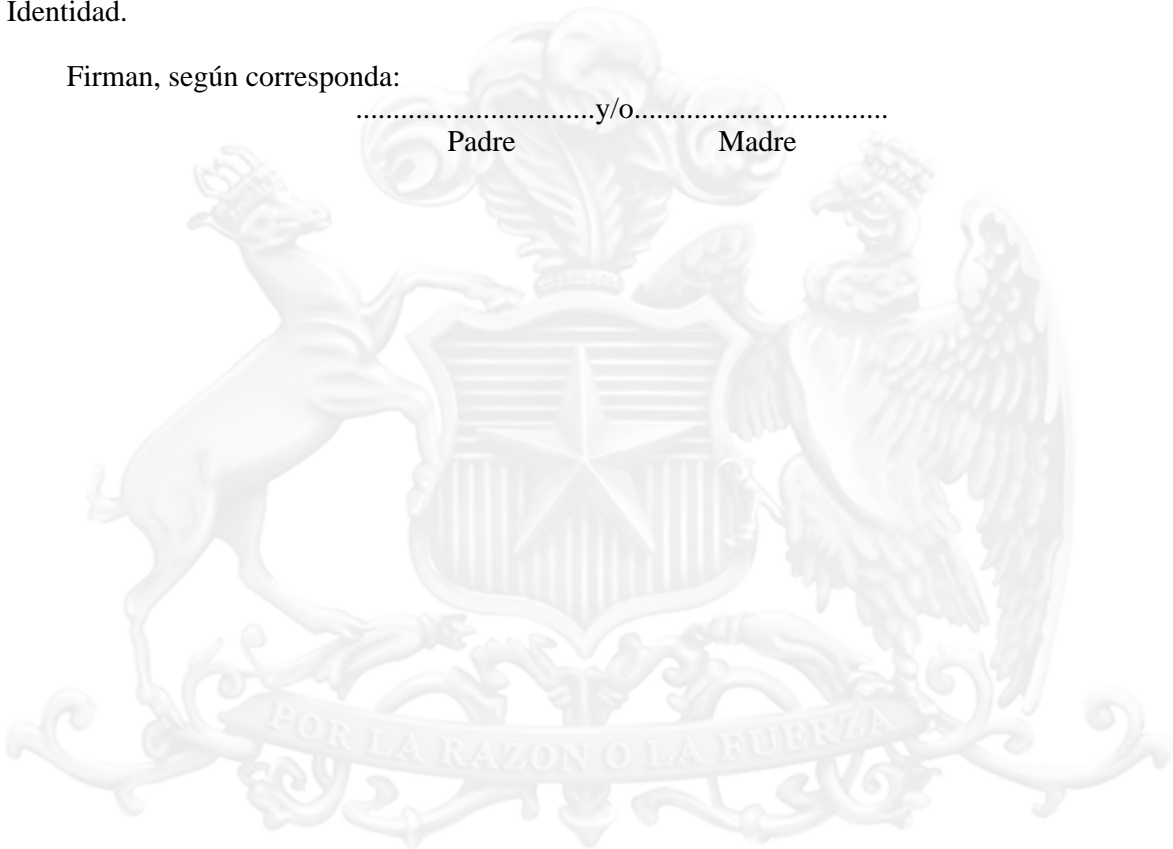 Identidad.
Firman, según corresponda:
................................y/o..................................
Padre Madre
POR LA RAZON O LA FUERZA